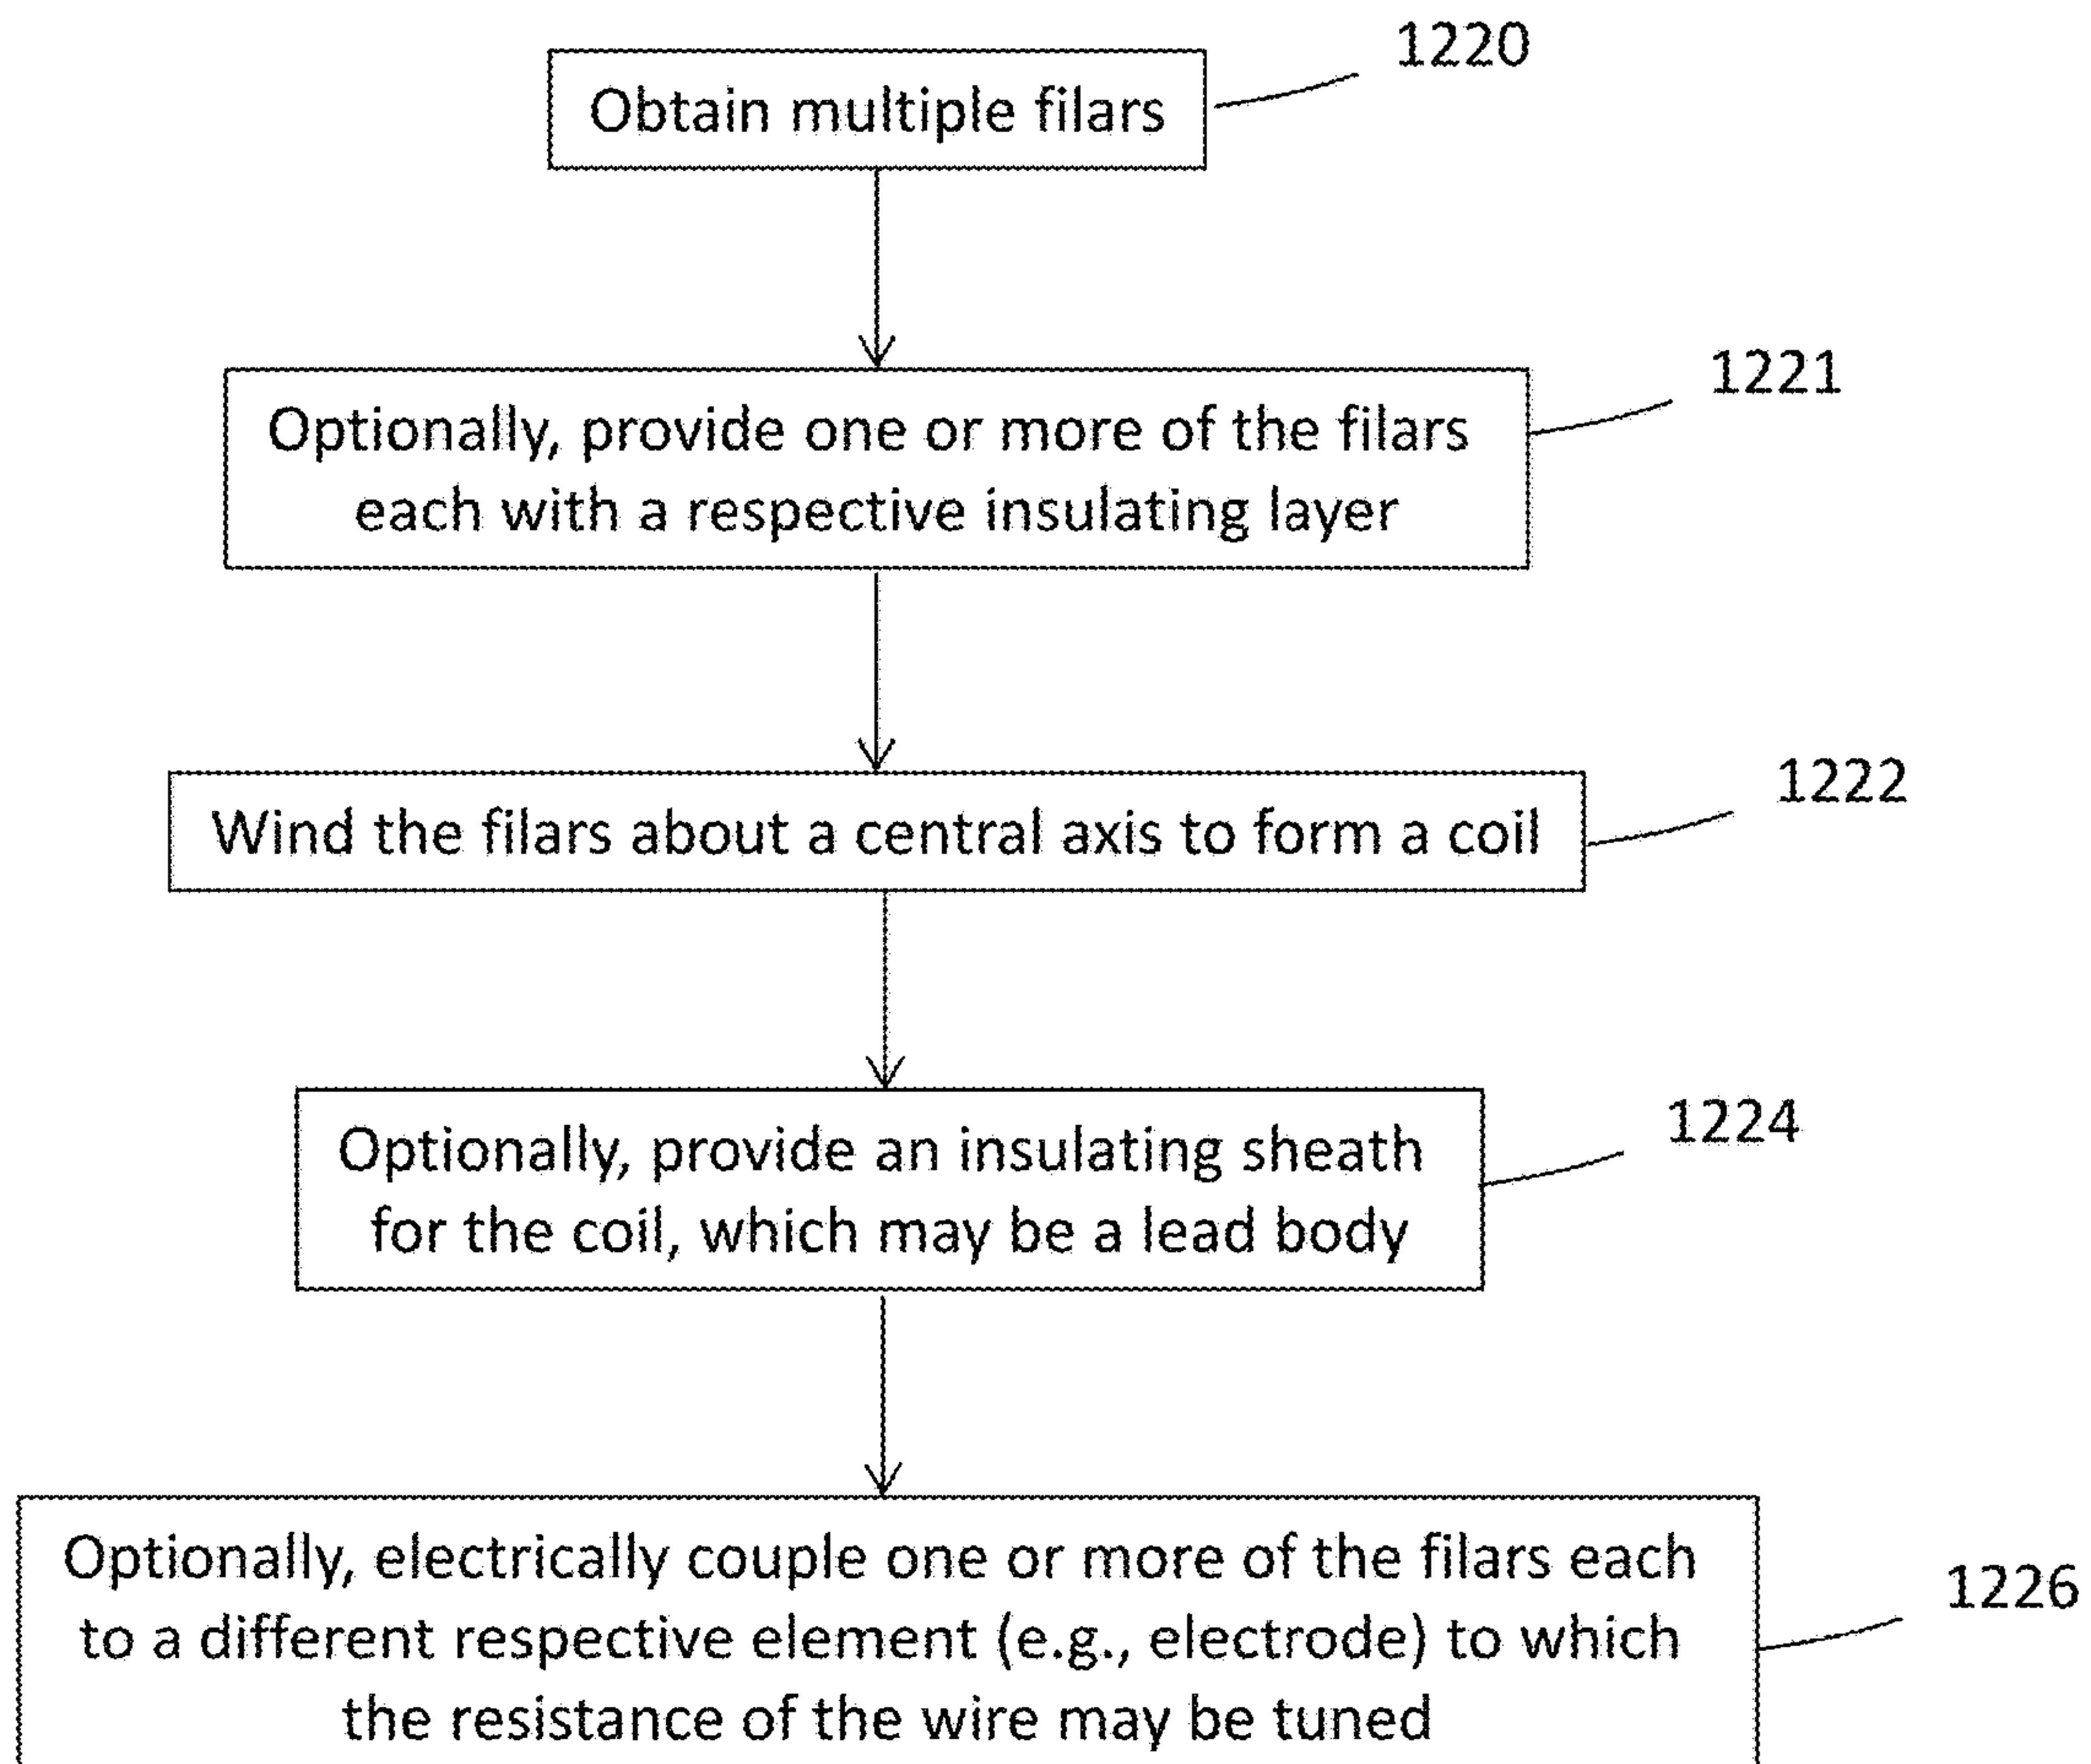 1220
Obtain multiple filars
1221
Optionally, provide one or more of the filars
each with a respective insulating layer
1222
Wind the filars about a central axis to form a coil
1224
Optionally, provide an insulating sheath
for the coil, which may be a lead body
Optionally, electrically couple one or more of the filars each
1226
to a different respective element (e.g., electrode) to which
the resistance of the wire may be tuned